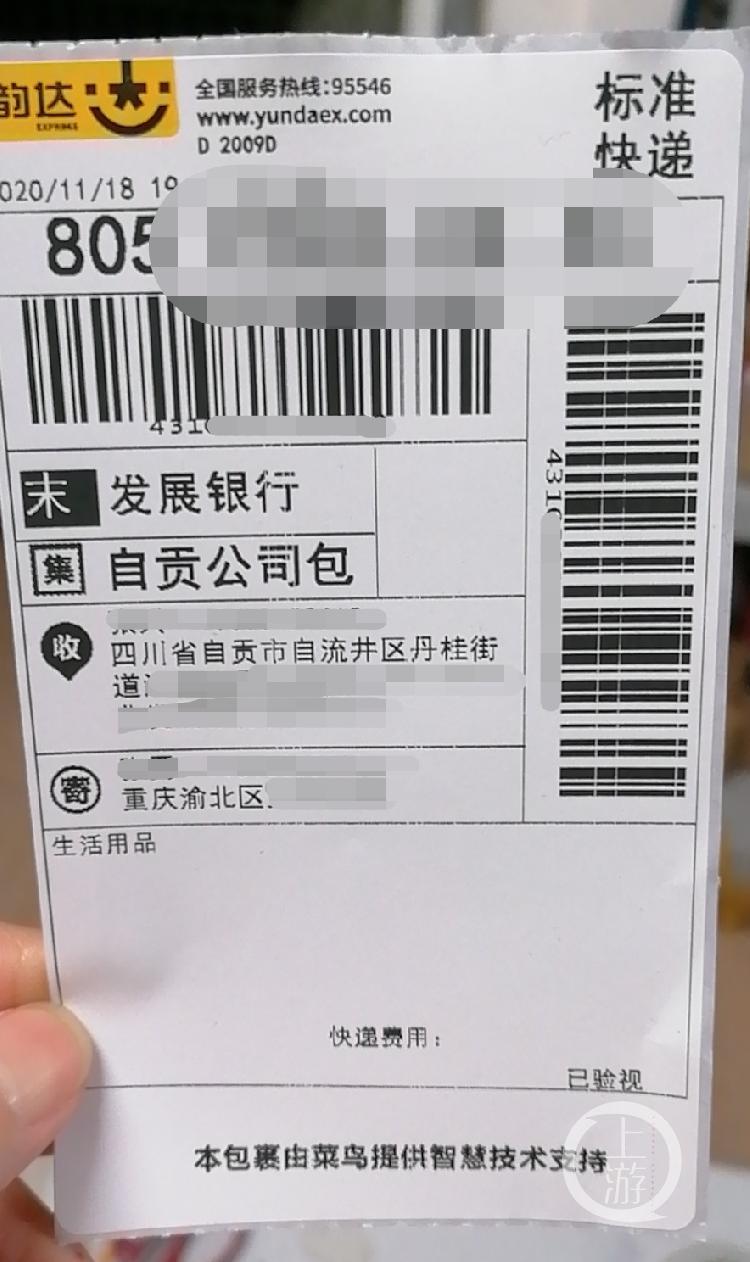 韵达
EXPRESS
全国服务热线:95546
www.yundaex.com
D 2009D
标准
快递
020/11/18 19
805
431
431
末 发展银行
集 自贡公司包
收
四川省自贡市自流井区丹桂街
道
寄
重庆渝北区
生活用品
快递费用:
已验视
本包裹由菜鸟提供智慧技术支持
上游